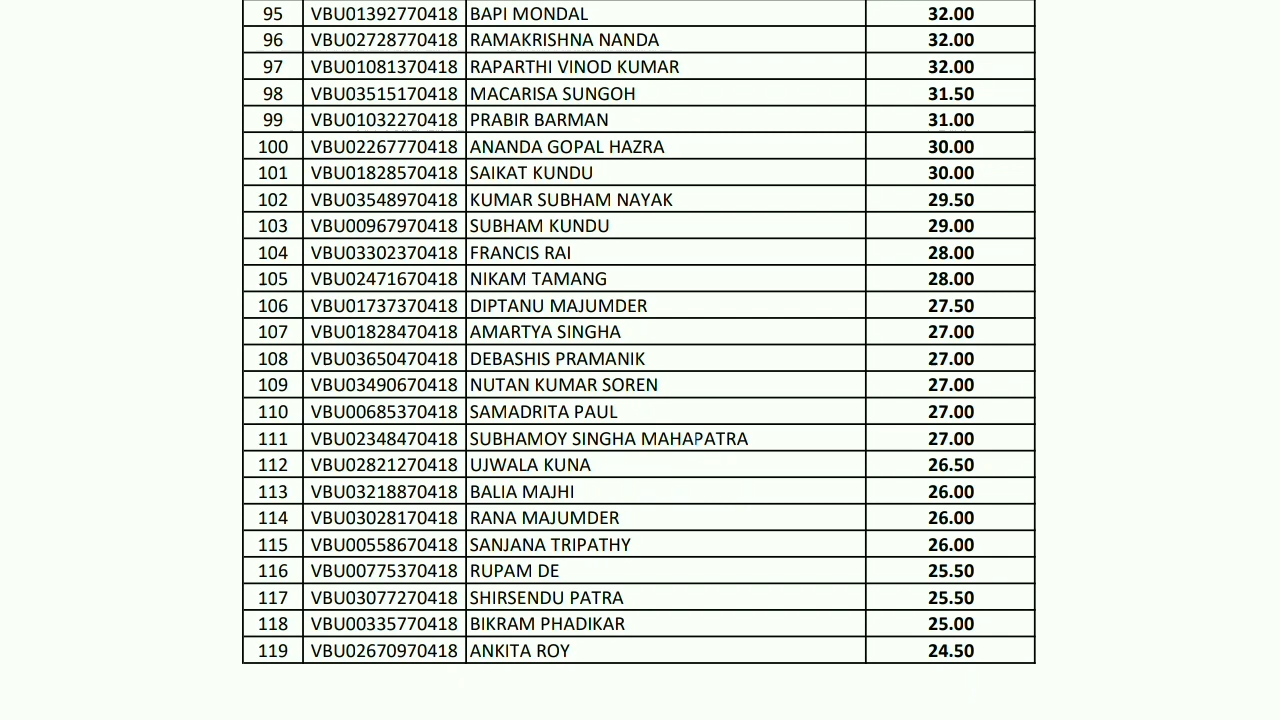 95 VBU01392770418 BAPI MONDAL 32.00
96 VBU02728770418 RAMAKRISHNA NANDA 32.00
97 VBU01081370418 RAPARTHI VINOD KUMAR 32.00
98 VBU03515170418 MACARISA SUNGOH 31.50
99 VBU01032270418 PRABIR BARMAN 31.00
100 VBU02267770418 ANANDA GOPAL HAZRA 30.00
101 VBU01828570418 SAIKAT KUNDU 30.00
102 VBU03548970418 KUMAR SUBHAM NAYAK 29.50
103 VBU00967970418 SUBHAM KUNDU 29.00
104 VBU03302370418 FRANCIS RAI 28.00
105 VBU02471670418 NIKAM TAMANG 28.00
106 VBU01737370418 DIPTANU MAJUMDER 27.50
107 VBU01828470418 AMARTYA SINGHA 27.00
108 VBU03650470418 DEBASHIS PRAMANIK 27.00
109 VBU03490670418 NUTAN KUMAR SOREN 27.00
110 VBU00685370418 SAMADRITA PAUL 27.00
111 VBU02348470418 SUBHAMOY SINGHA MAHAPATRA 27.00
112 VBU02821270418 UJWALA KUNA 26.50
113 VBU03218870418 BALIA MAJHI 26.00
114 VBU03028170418 RANA MAJUMDER 26.00
115 VBU00558670418 SANJANA TRIPATHY 26.00
116 VBU00775370418 RUPAM DE 25.50
117 VBU03077270418 SHIRSENDU PATRA 25.50
118 VBU00335770418 BIKRAM PHADIKAR 25.00
119 VBU02670970418 ANKITA ROY 24.50